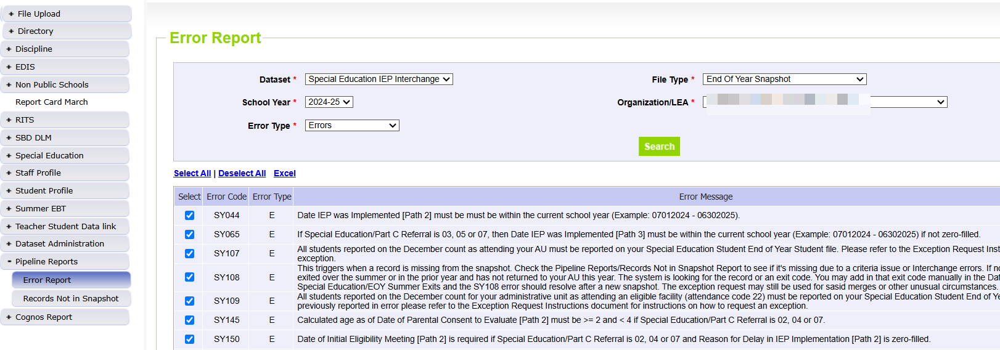 + File Upload
+ Directory
+ Discipline
+ EDIS
+ Non Public Schools
Report Card March
+ RITS
+ SBD DLM
+ Special Education
+ Staff Profile
+ Student Profile
+ Summer EBT
+ Teacher Student Data link
+ Dataset Administration
- Pipeline Reports
Error Report
Records Not in Snapshot
+ Cognos Report
Error Report
Dataset * Special Education IEP Interchange
File Type * End Of Year Snapshot
School Year * 2024-25
Organization/LEA *
Error Type * Errors
Search
Select All | Deselect All Excel
Select Error Code Error Type Error Message
SY044 E Date IEP was Implemented [Path 2] must be must be within the current school year (Example: 07012024 - 06302025).
SY065 E If Special Education/Part C Referral is 03, 05 or 07, then Date IEP was Implemented [Path 3] must be within the current school year (Example: 07012024 - 06302025) if not zero-filled.
SY107 E All students reported on the December count as attending your AU must be reported on your Special Education Student End of Year Student file. Please refer to the Exception Request Inst
exception.
SY108 E This triggers when a record is missing from the snapshot. Check the Pipeline Reports/Records Not in Snapshot Report to see if it's missing due to a criteria issue or Interchange errors. If no
exited over the summer or in the prior year and has not returned to your AU this year. The system is looking for the record or an exit code. You may add in that exit code manually in the Dat
Special Education/EOY Summer Exits and the SY108 error should resolve after a new snapshot. The exception request may still be used for sasid merges or other unusual circumstances.
SY109 E All students reported on the December count for your administrative unit as attending an eligible facility (attendance code 22) must be reported on your Special Education Student End of Ye
previously reported in error please refer to the Exception Request Instructions document for instructions on how to request an exception.
SY145 E Calculated age as of Date of Parental Consent to Evaluate [Path 2] must be >= 2 and < 4 if Special Education/Part C Referral is 02, 04 or 07.
SY150 E Date of Initial Eligibility Meeting [Path 2] is required if Special Education/Part C Referral is 02, 04 or 07 and Reason for Delay in IEP Implementation [Path 2] is zero-filled.